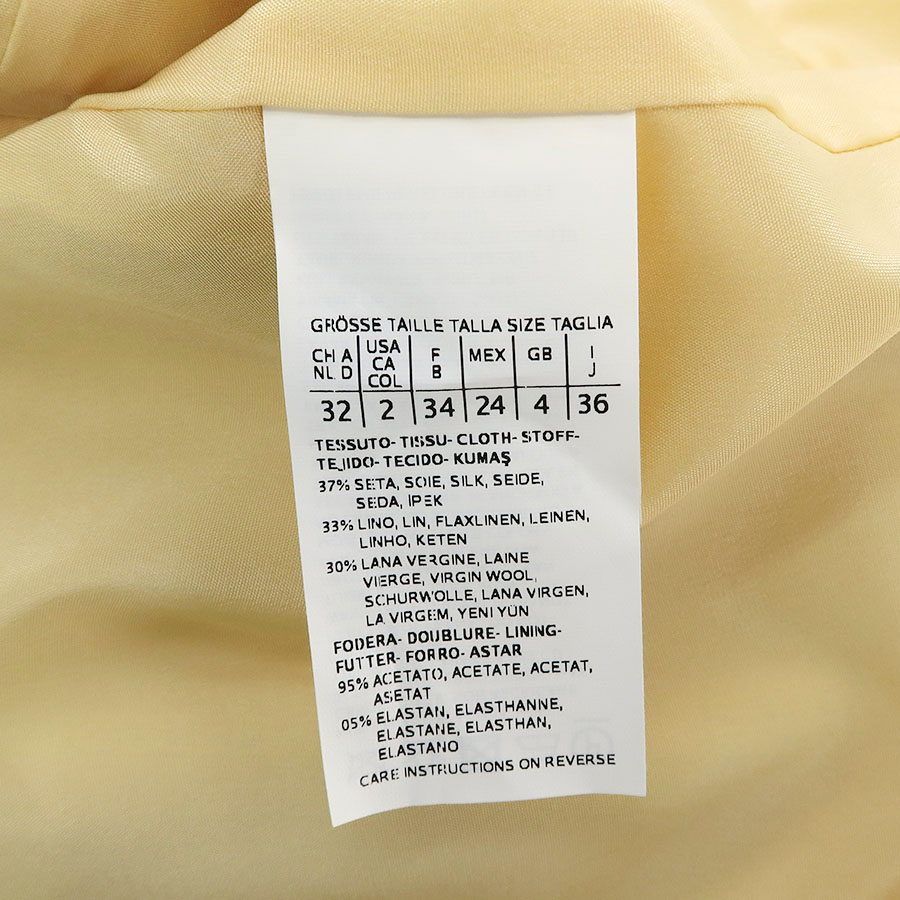 GRÖSSE TAILLE TALLA SIZE TAGLIA
CH A NL D | USA CA COL | F B | MEX | GB | I J
32 | 2 | 34 | 24 | 4 | 36
TESSUTO- TISSU- CLOTH- STOFF-
TEJIDO- TECIDO- KUMAŞ
37% SETA, SOIE, SILK, SEIDE,
SEDA, IPEK
33% LINO, LIN, FLAXLINEN, LEINEN,
LINHO, KETEN
30% LANA VERGINE, LAINE
VIERGE, VIRGIN WOOL,
SCHURWOLLE, LANA VIRGEN,
LA VIRGEM, YENI YÜN
FODERA- DOUBLURE- LINING-
FUTTER- FORRO- ASTAR
95% ACETATO, ACETATE, ACETAT,
ASETAT
05% ELASTAN, ELASTHANNE,
ELASTANE, ELASTHAN,
ELASTANO
CARE INSTRUCTIONS ON REVERSE